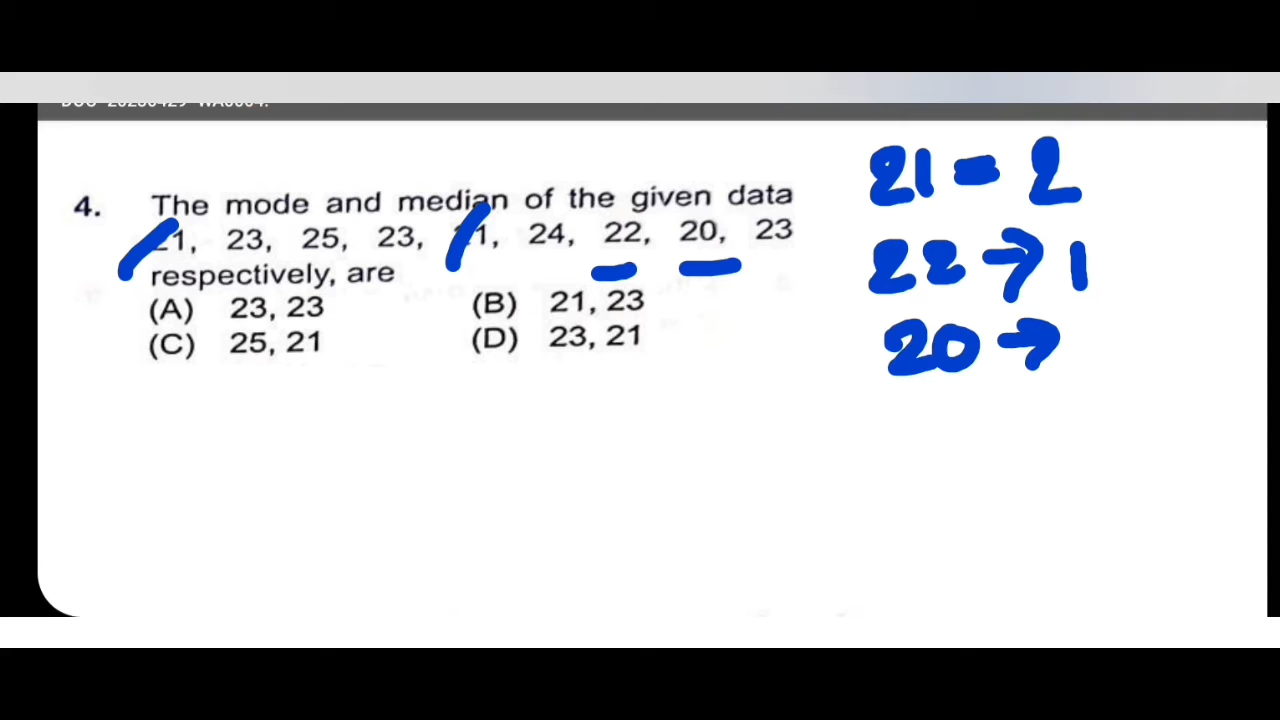 4. The mode and median of the given data
21, 23, 25, 23, 21, 24, 22, 20, 23
respectively, are
(A) 23, 23 (B) 21, 23
(C) 25, 21 (D) 23, 21
21 = 2
22 → 1
20 →